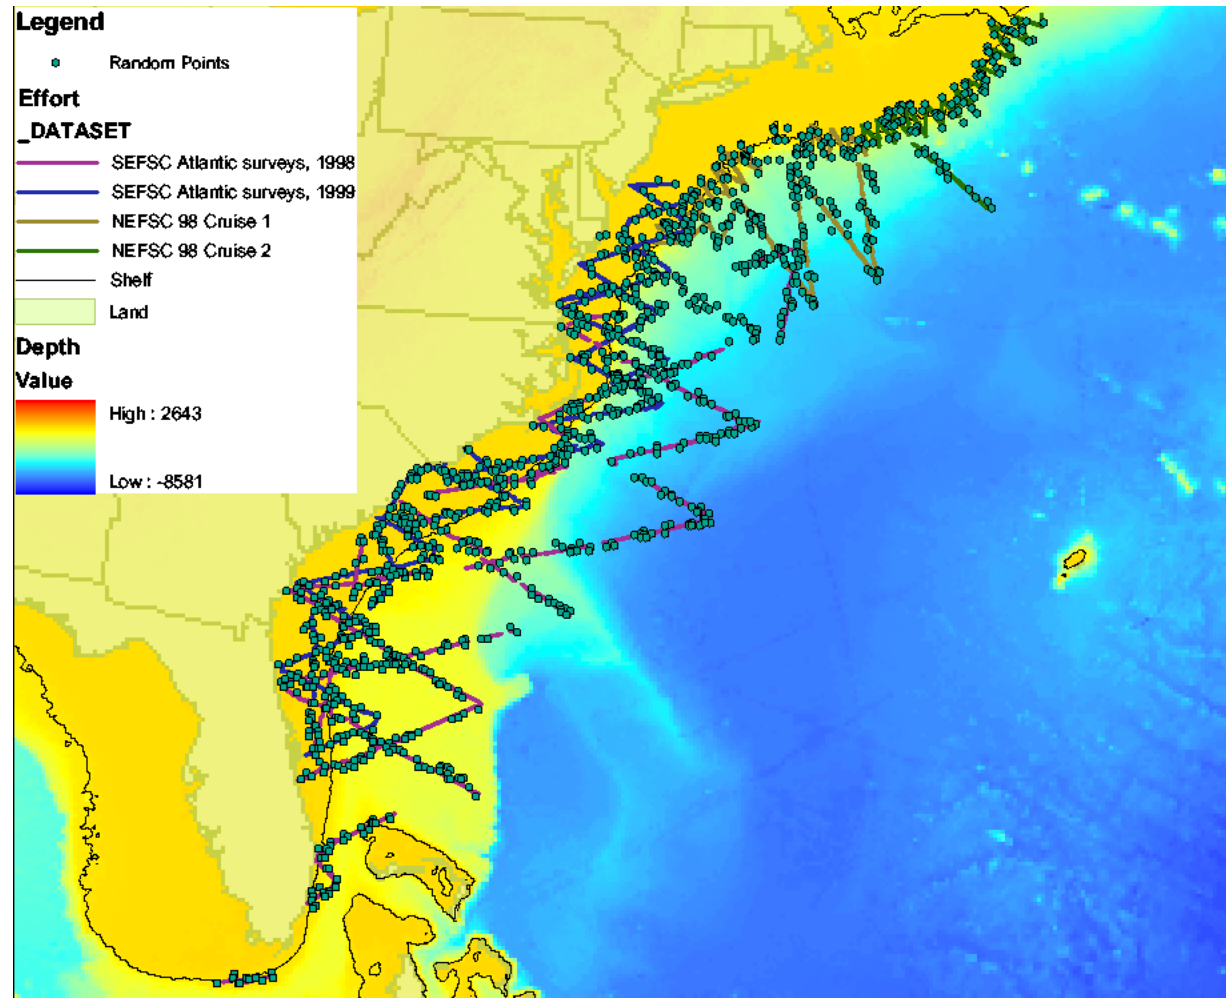 Legend
Random Points
Effort
_DATASET
SEFSC Atlantic surveys, 1998
SEFSC Atlantic surveys, 1999
NEFSC 98 Cruise 1
NEFSC 98 Cruise 2
Shelf
Land
Depth
Value
High : 2643
Low : -8581